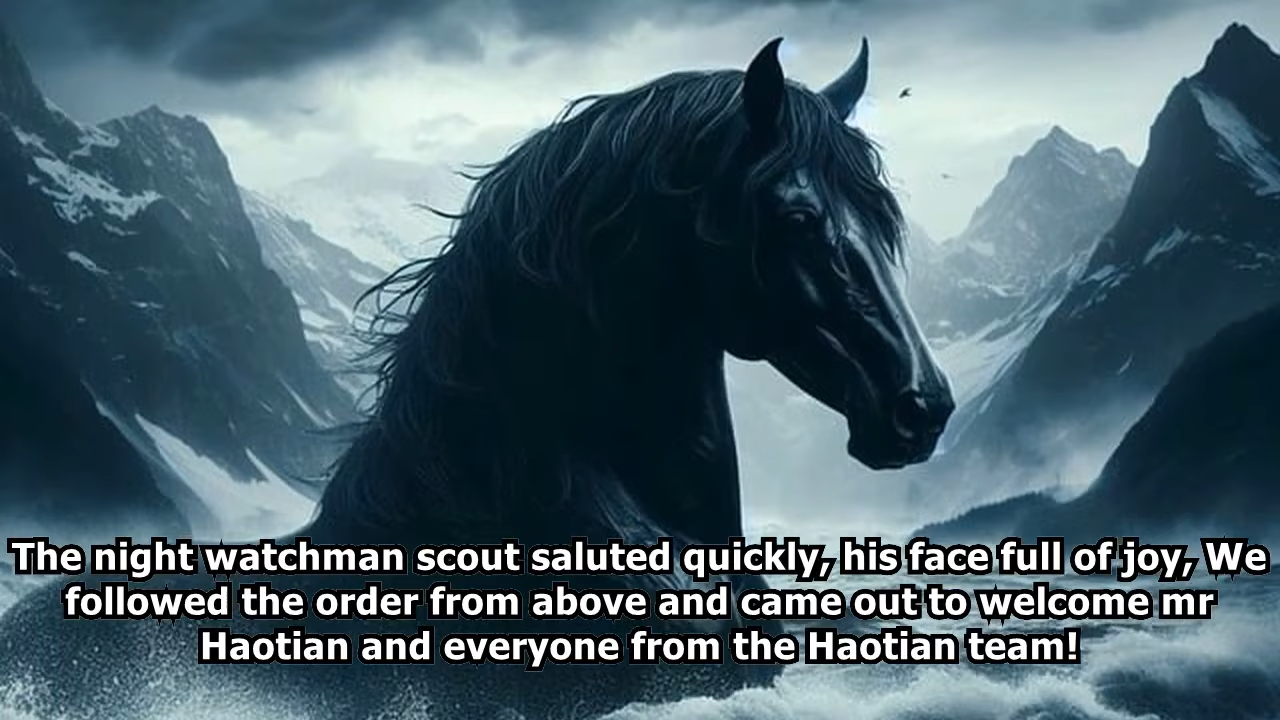 The night watchman scout saluted quickly, his face full of joy, We
followed the order from above and came out to welcome mr
Haotian and everyone from the Haotian team!